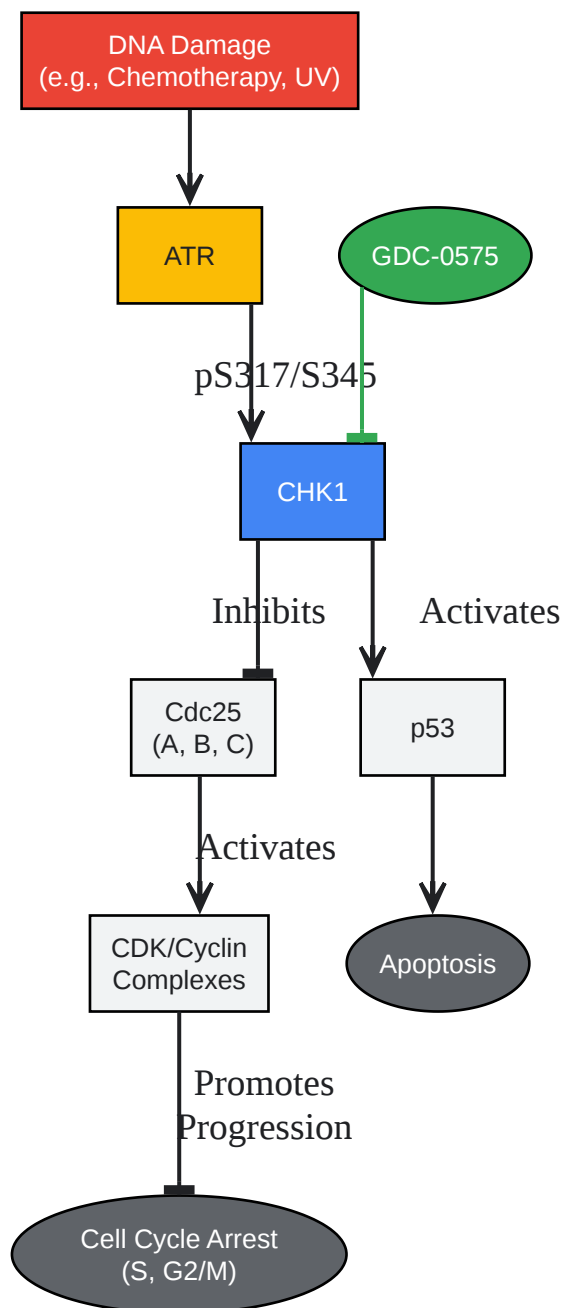 DNA Damage
(e.g., Chemotherapy, UV)
ATR
GDC-0575
pS317/S345
CHK1
Inhibits
Activates
Cdc25
(A, B, C)
p53
Activates
CDK/Cyclin
Complexes
Apoptosis
Promotes
Progression
Cell Cycle Arrest
(S, G2/M)